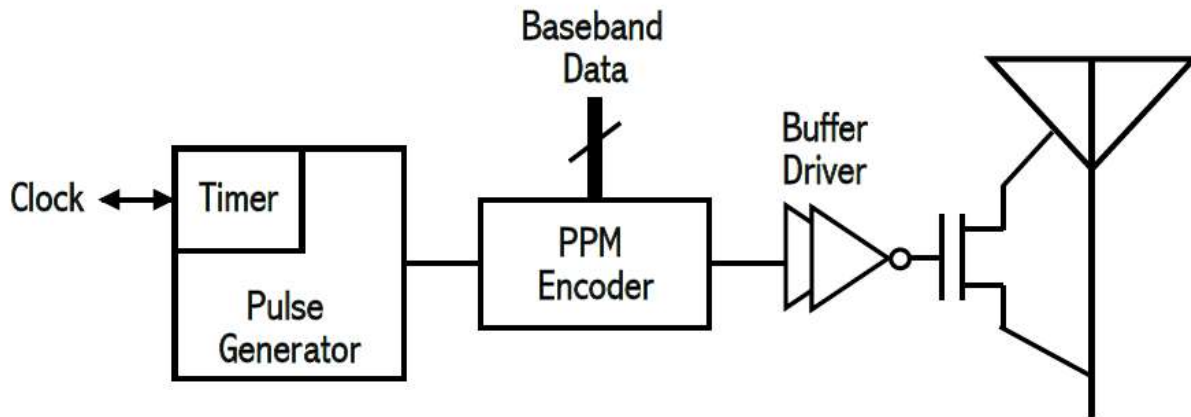 Baseband
Data
Buffer
Driver
Clock
Timer
PPM
Encoder
Pulse
Generator